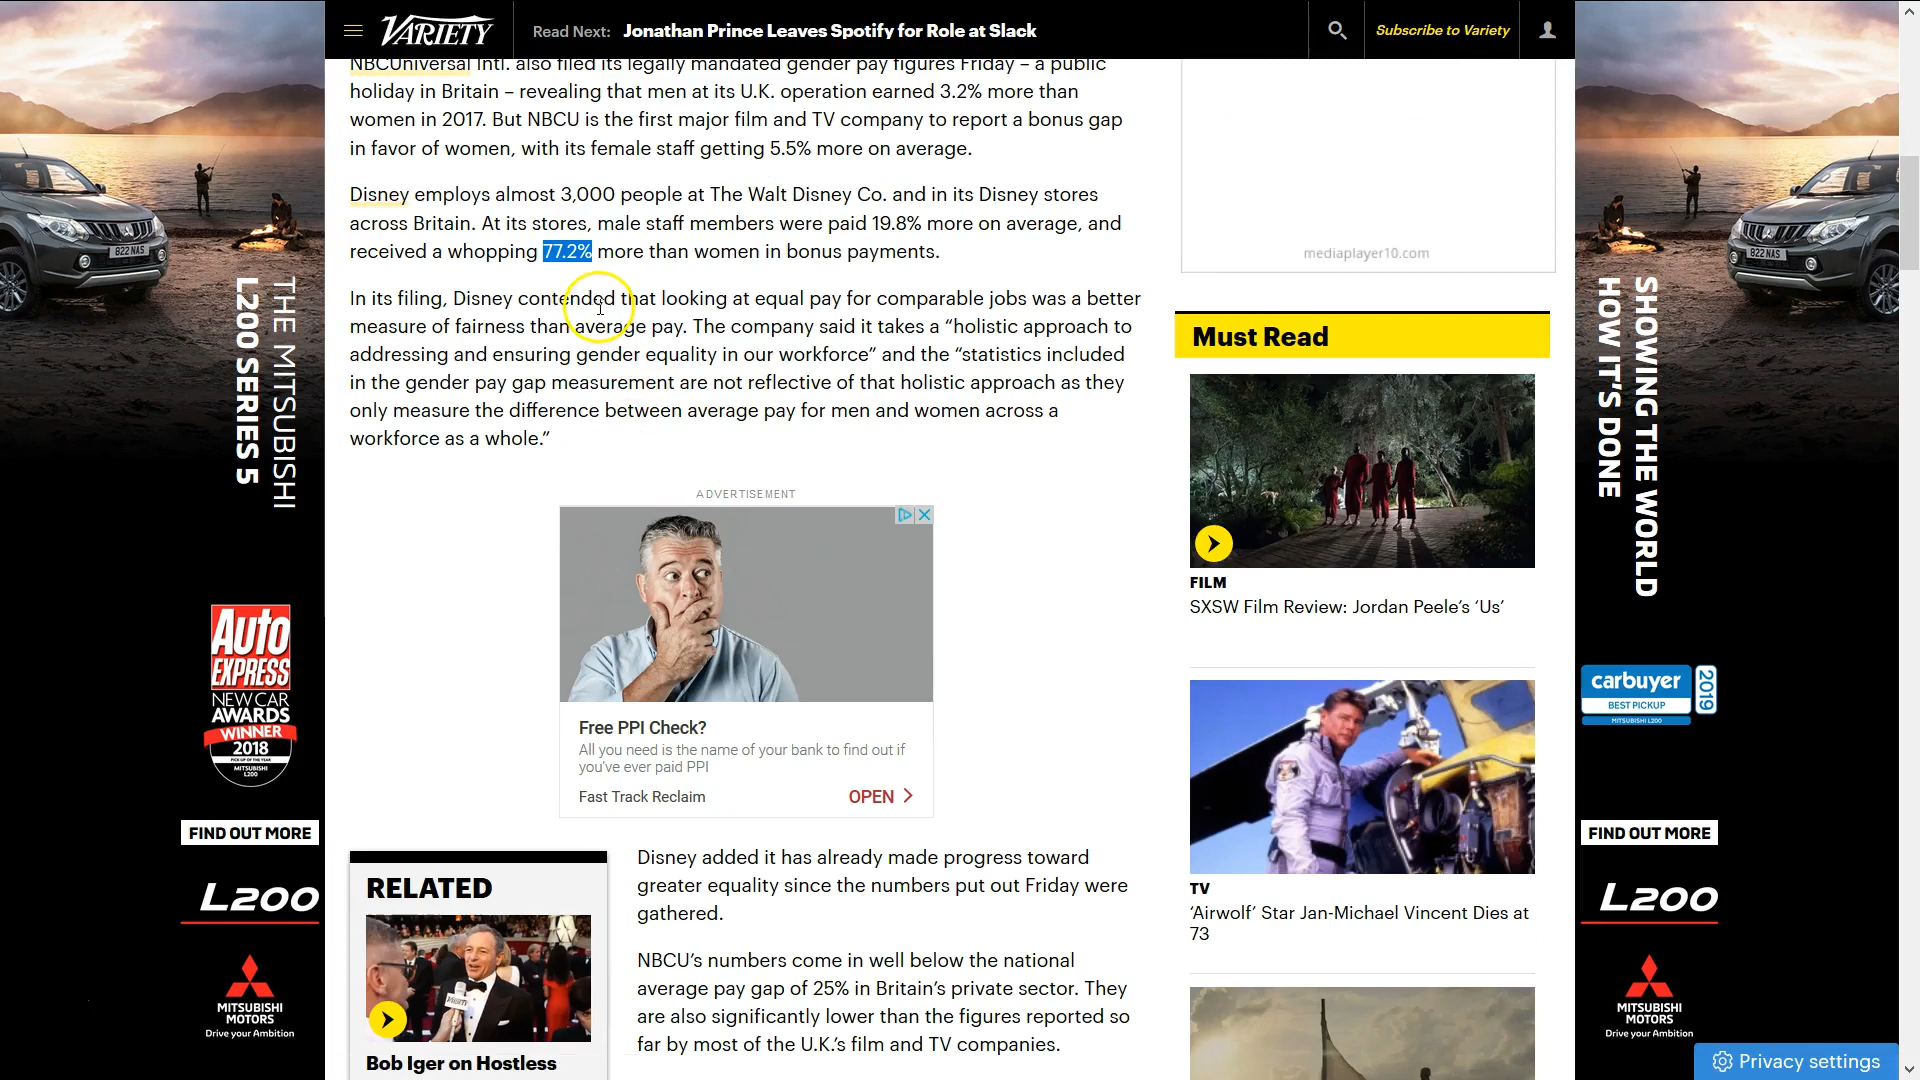 VARIETY
Read Next: Jonathan Prince Leaves Spotify for Role at Slack
Subscribe to Variety
NBCUniversal Intl. also filed its legally mandated gender pay figures Friday – a public
holiday in Britain – revealing that men at its U.K. operation earned 3.2% more than
women in 2017. But NBCU is the first major film and TV company to report a bonus gap
in favor of women, with its female staff getting 5.5% more on average.
Disney employs almost 3,000 people at The Walt Disney Co. and in its Disney stores
across Britain. At its stores, male staff members were paid 19.8% more on average, and
received a whopping 77.2% more than women in bonus payments.
In its filing, Disney contended that looking at equal pay for comparable jobs was a better
measure of fairness than average pay. The company said it takes a “holistic approach to
addressing and ensuring gender equality in our workforce” and the “statistics included
in the gender pay gap measurement are not reflective of that holistic approach as they
only measure the difference between average pay for men and women across a
workforce as a whole.”
ADVERTISEMENT
Free PPI Check?
All you need is the name of your bank to find out if
you've ever paid PPI
Fast Track Reclaim
OPEN
RELATED
VARIETY
Bob Iger on Hostless
Disney added it has already made progress toward
greater equality since the numbers put out Friday were
gathered.
NBCU’s numbers come in well below the national
average pay gap of 25% in Britain’s private sector. They
are also significantly lower than the figures reported so
far by most of the U.K.’s film and TV companies.
mediaplayer10.com
Must Read
FILM
SXSW Film Review: Jordan Peele’s ‘Us’
TV
‘Airwolf’ Star Jan-Michael Vincent Dies at
73
822 NAS
THE MITSUBISHI
L200 SERIES 5
Auto
EXPRESS
NEW CAR
AWARDS
WINNER
2018
PICK-UP OF THE YEAR
MITSUBISHI
L200
FIND OUT MORE
L200
MITSUBISHI
MOTORS
Drive your Ambition
822 NAS
SHOWING THE WORLD
HOW IT’S DONE
carbuyer
BEST PICKUP
MITSUBISHI L200
2019
FIND OUT MORE
L200
MITSUBISHI
MOTORS
Drive your Ambition
Privacy settings